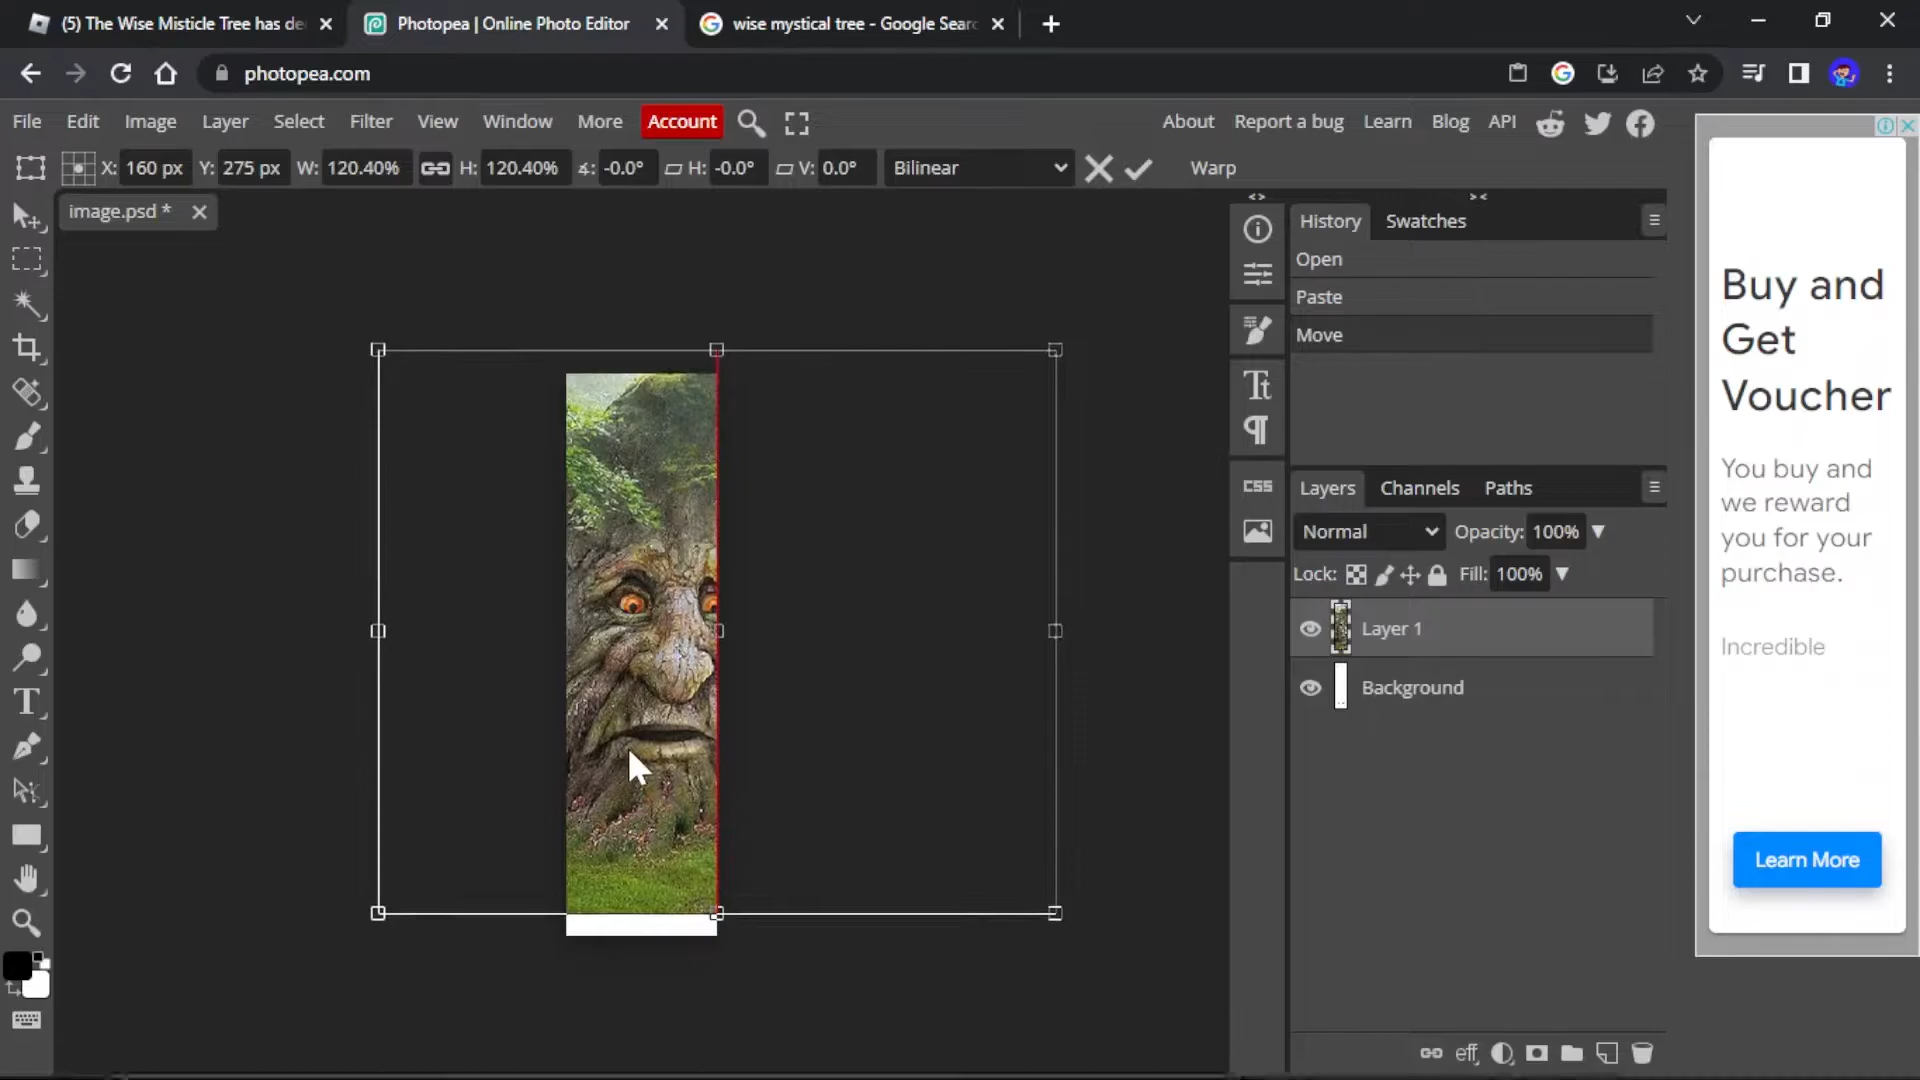 (5) The Wise Misticle Tree has de
Photopea | Online Photo Editor
wise mystical tree - Google Searc
photopea.com
File Edit Image Layer Select Filter View Window More Account
About Report a bug Learn Blog API
X: 160 px Y: 275 px W: 120.40% H: 120.40% ∡: -0.0° H: -0.0° V: 0.0° Bilinear Warp
image.psd *
History Swatches
Open
Paste
Move
CSS
Layers Channels Paths
Normal Opacity: 100%
Lock: Fill: 100%
Layer 1
Background
eff
Buy and
Get
Voucher
You buy and
we reward
you for your
purchase.
Incredible
Learn More